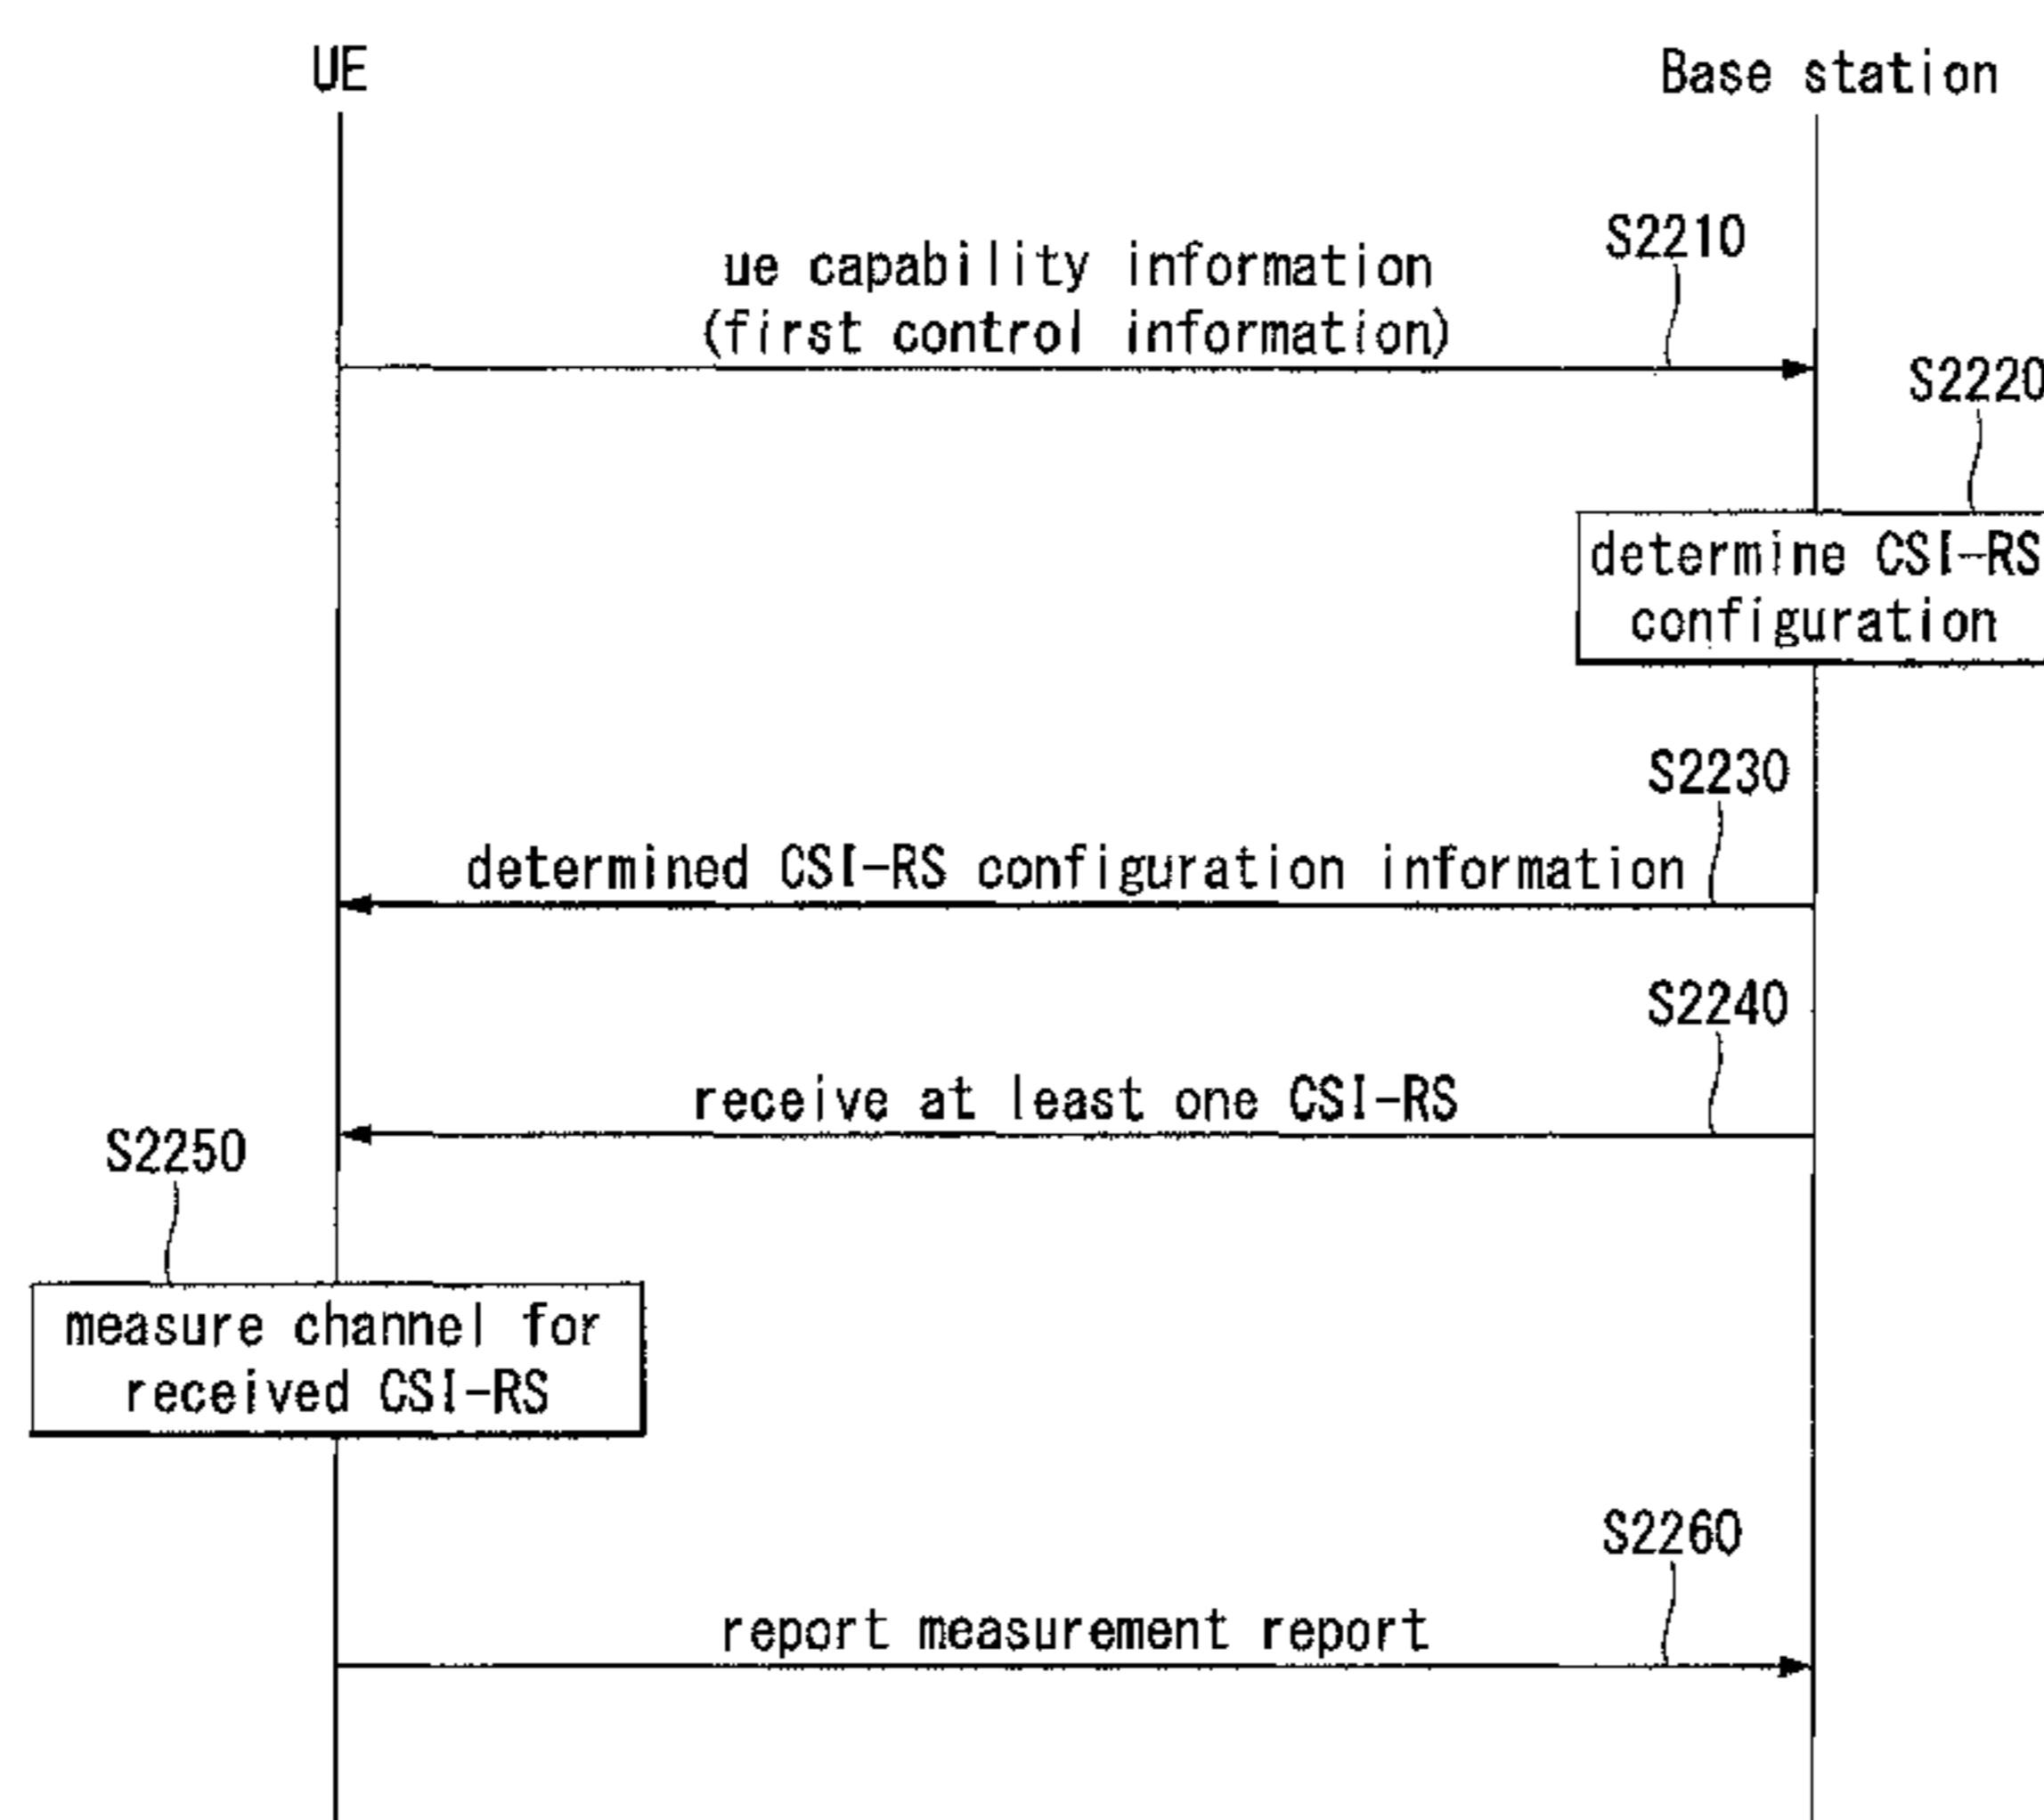 UE
Base station
S2210
ue capability information
(first control information)
S2220
determine CSI-RS
configuration
S2230
determined CSI-RS configuration information
S2240
receive at least one CSI-RS
S2250
measure channel for
received CSI-RS
S2260
report measurement report